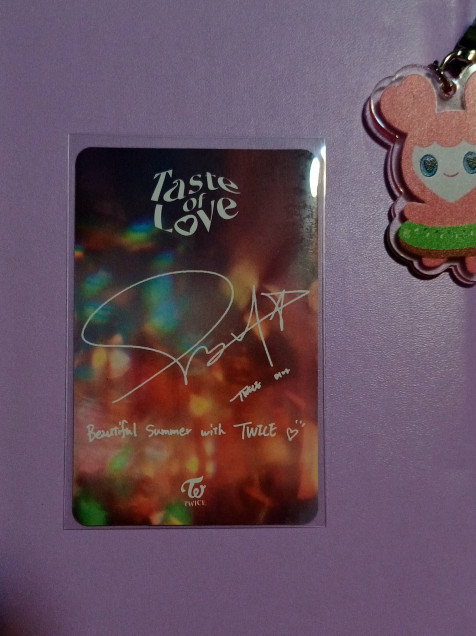 Taste
of
Love
TWICE
Beautiful Summer with TWICE ♡
TWICE